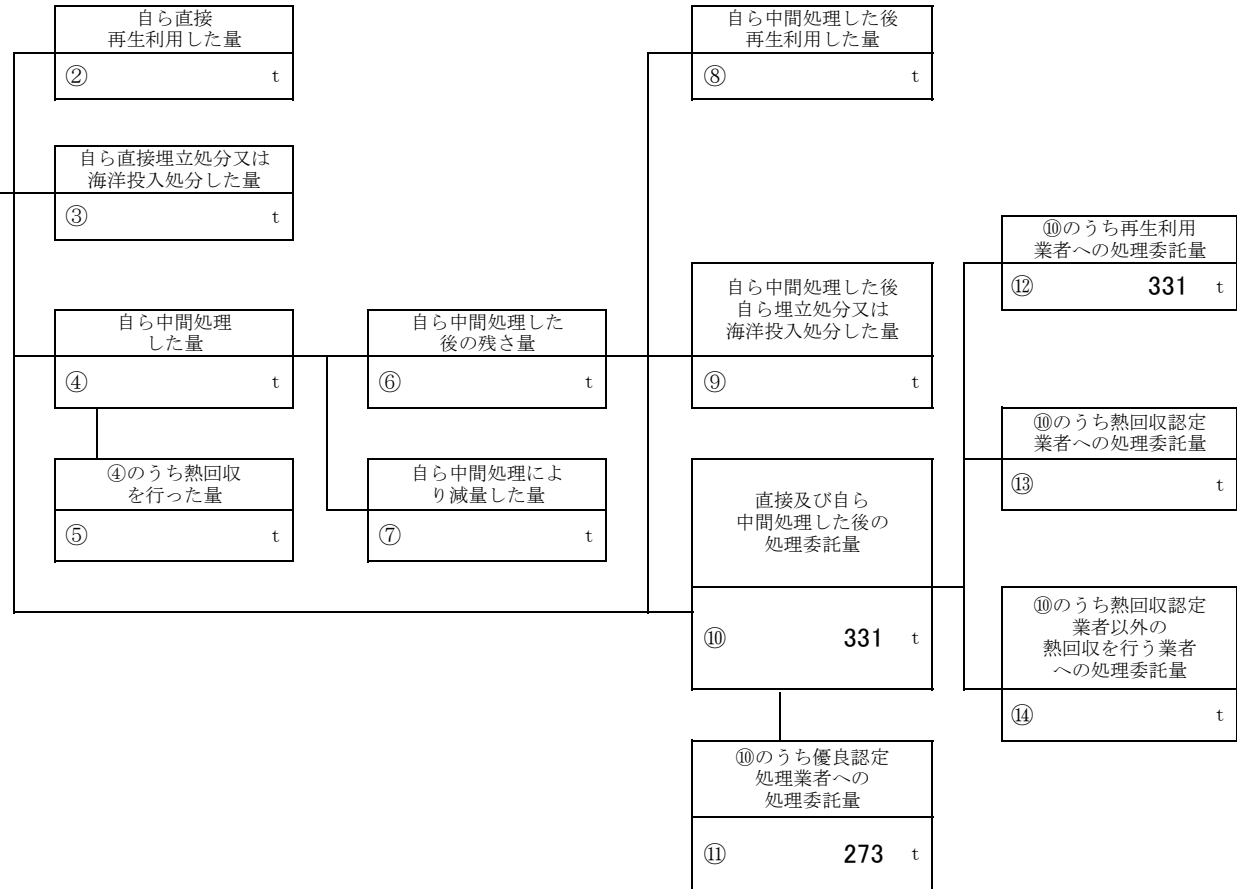 自ら直接
再生利用した量
② t
自ら直接埋立処分又は
海洋投入処分した量
③ t
自ら中間処理
した量
④ t
④のうち熱回収
を行った量
⑤ t
自ら中間処理した
後の残さ量
⑥ t
自ら中間処理によ
り減量した量
⑦ t
自ら中間処理した後
再生利用した量
⑧ t
自ら中間処理した後
自ら埋立処分又は
海洋投入処分した量
⑨ t
直接及び自ら
中間処理した後の
処理委託量
⑩ 331 t
⑩のうち優良認定
処理業者への
処理委託量
⑪ 273 t
⑩のうち再生利用
業者への処理委託量
⑫ 331 t
⑩のうち熱回収認定
業者への処理委託量
⑬ t
⑩のうち熱回収認定
業者以外の
熱回収を行う業者
への処理委託量
⑭ t